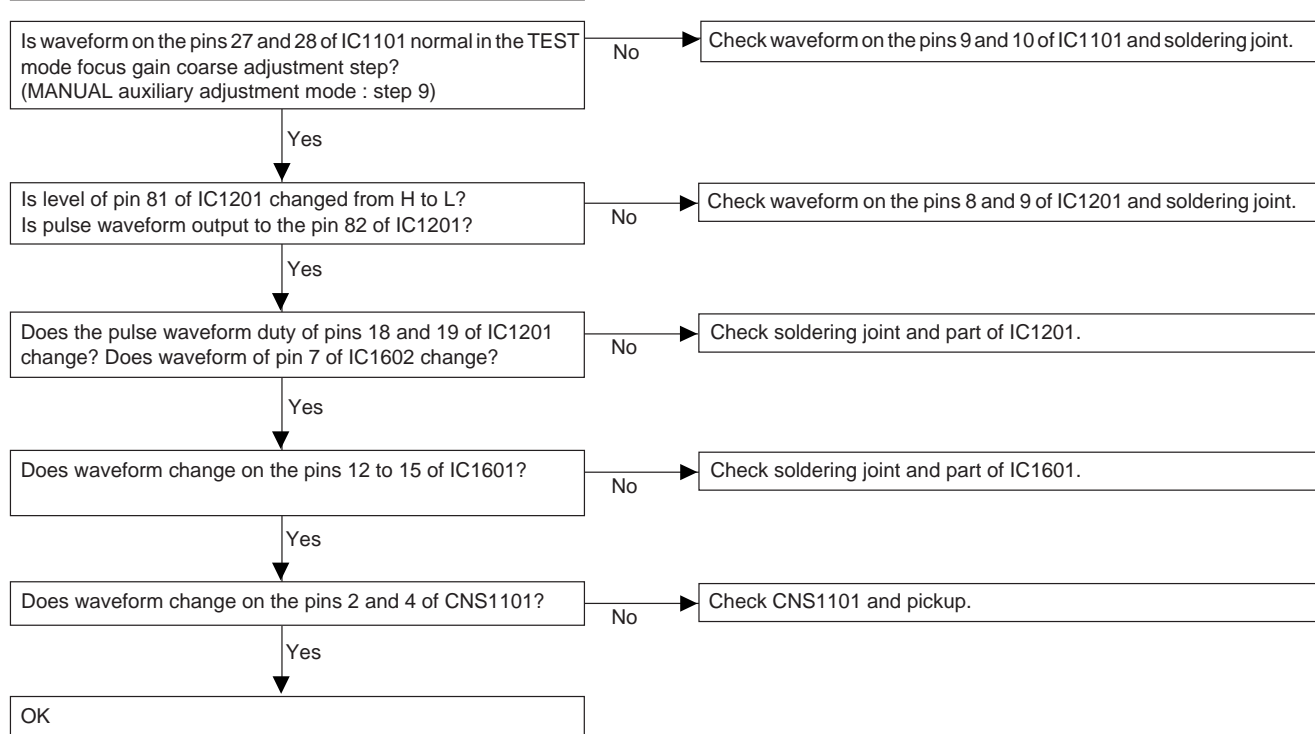 Is waveform on the pins 27 and 28 of IC1101 normal in the TEST
mode focus gain coarse adjustment step?
(MANUAL auxiliary adjustment mode : step 9)
No
Check waveform on the pins 9 and 10 of IC1101 and soldering joint.
Yes
Is level of pin 81 of IC1201 changed from H to L?
Is pulse waveform output to the pin 82 of IC1201?
No
Check waveform on the pins 8 and 9 of IC1201 and soldering joint.
Yes
Does the pulse waveform duty of pins 18 and 19 of IC1201
change? Does waveform of pin 7 of IC1602 change?
No
Check soldering joint and part of IC1201.
Yes
Does waveform change on the pins 12 to 15 of IC1601?
No
Check soldering joint and part of IC1601.
Yes
Does waveform change on the pins 2 and 4 of CNS1101?
No
Check CNS1101 and pickup.
Yes
OK